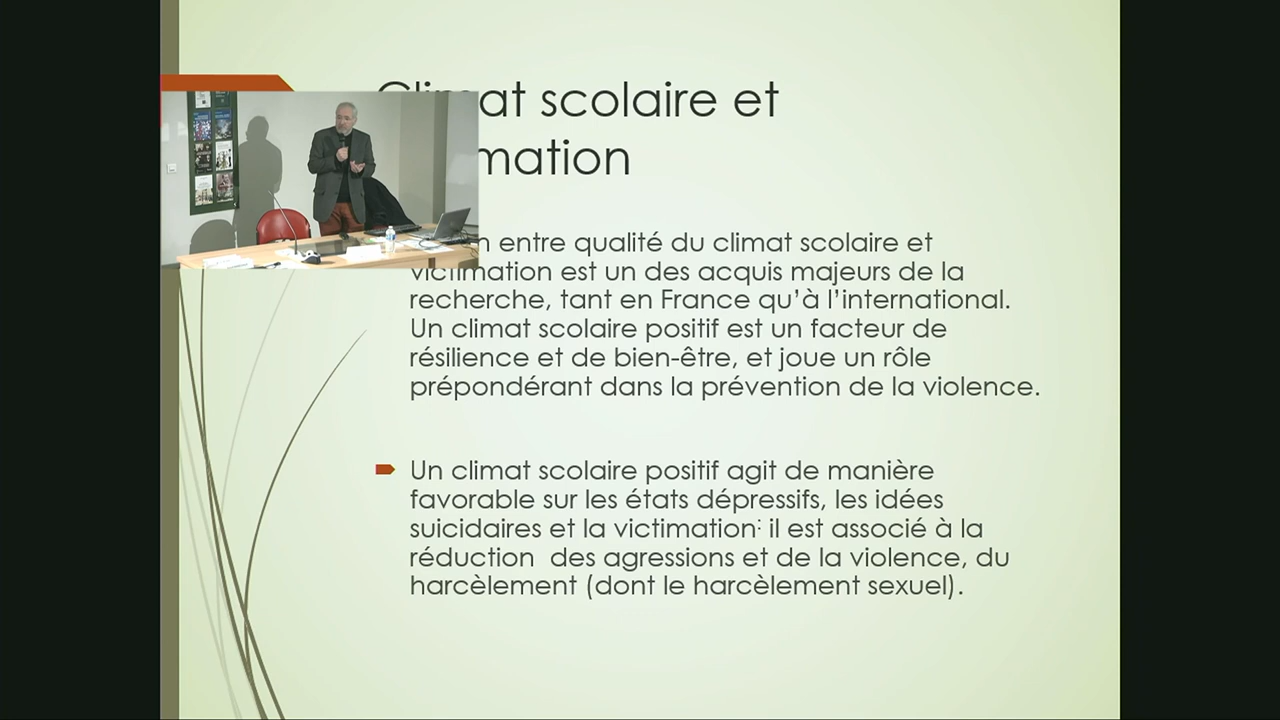 Climat scolaire et
mation
n entre qualité du climat scolaire et
victimation est un des acquis majeurs de la
recherche, tant en France qu’à l’international.
Un climat scolaire positif est un facteur de
résilience et de bien-être, et joue un rôle
prépondérant dans la prévention de la violence.
Un climat scolaire positif agit de manière
favorable sur les états dépressifs, les idées
suicidaires et la victimation: il est associé à la
réduction  des agressions et de la violence, du
harcèlement (dont le harcèlement sexuel).